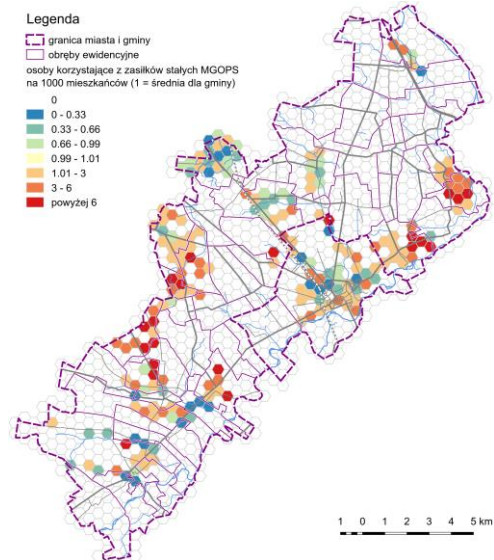 Legenda
granica miasta i gminy
obręby ewidencyjne
osoby korzystające z zasiłków stałych MGOPS
na 1000 mieszkańców (1 = średnia dla gminy)
0
0 - 0.33
0.33 - 0.66
0.66 - 0.99
0.99 - 1.01
1.01 - 3
3 - 6
powyżej 6
1 0 1 2 3 4 5 km